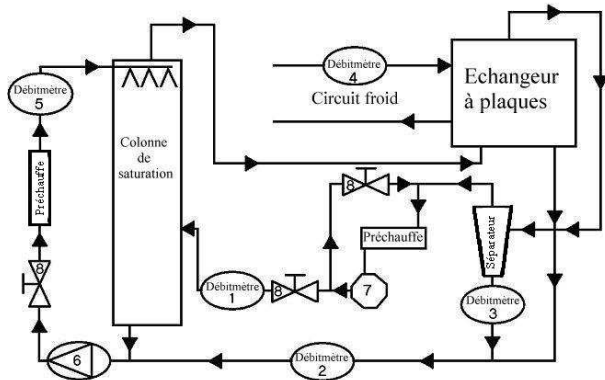 Débitmètre
5
Colonne
de
saturation
Débitmètre
4
Circuit froid
Echangeur
à plaques
Préchauffe
8
8
Préchauffe
Séparateur
Débitmètre
1
8
7
Débitmètre
3
6
Débitmètre
2